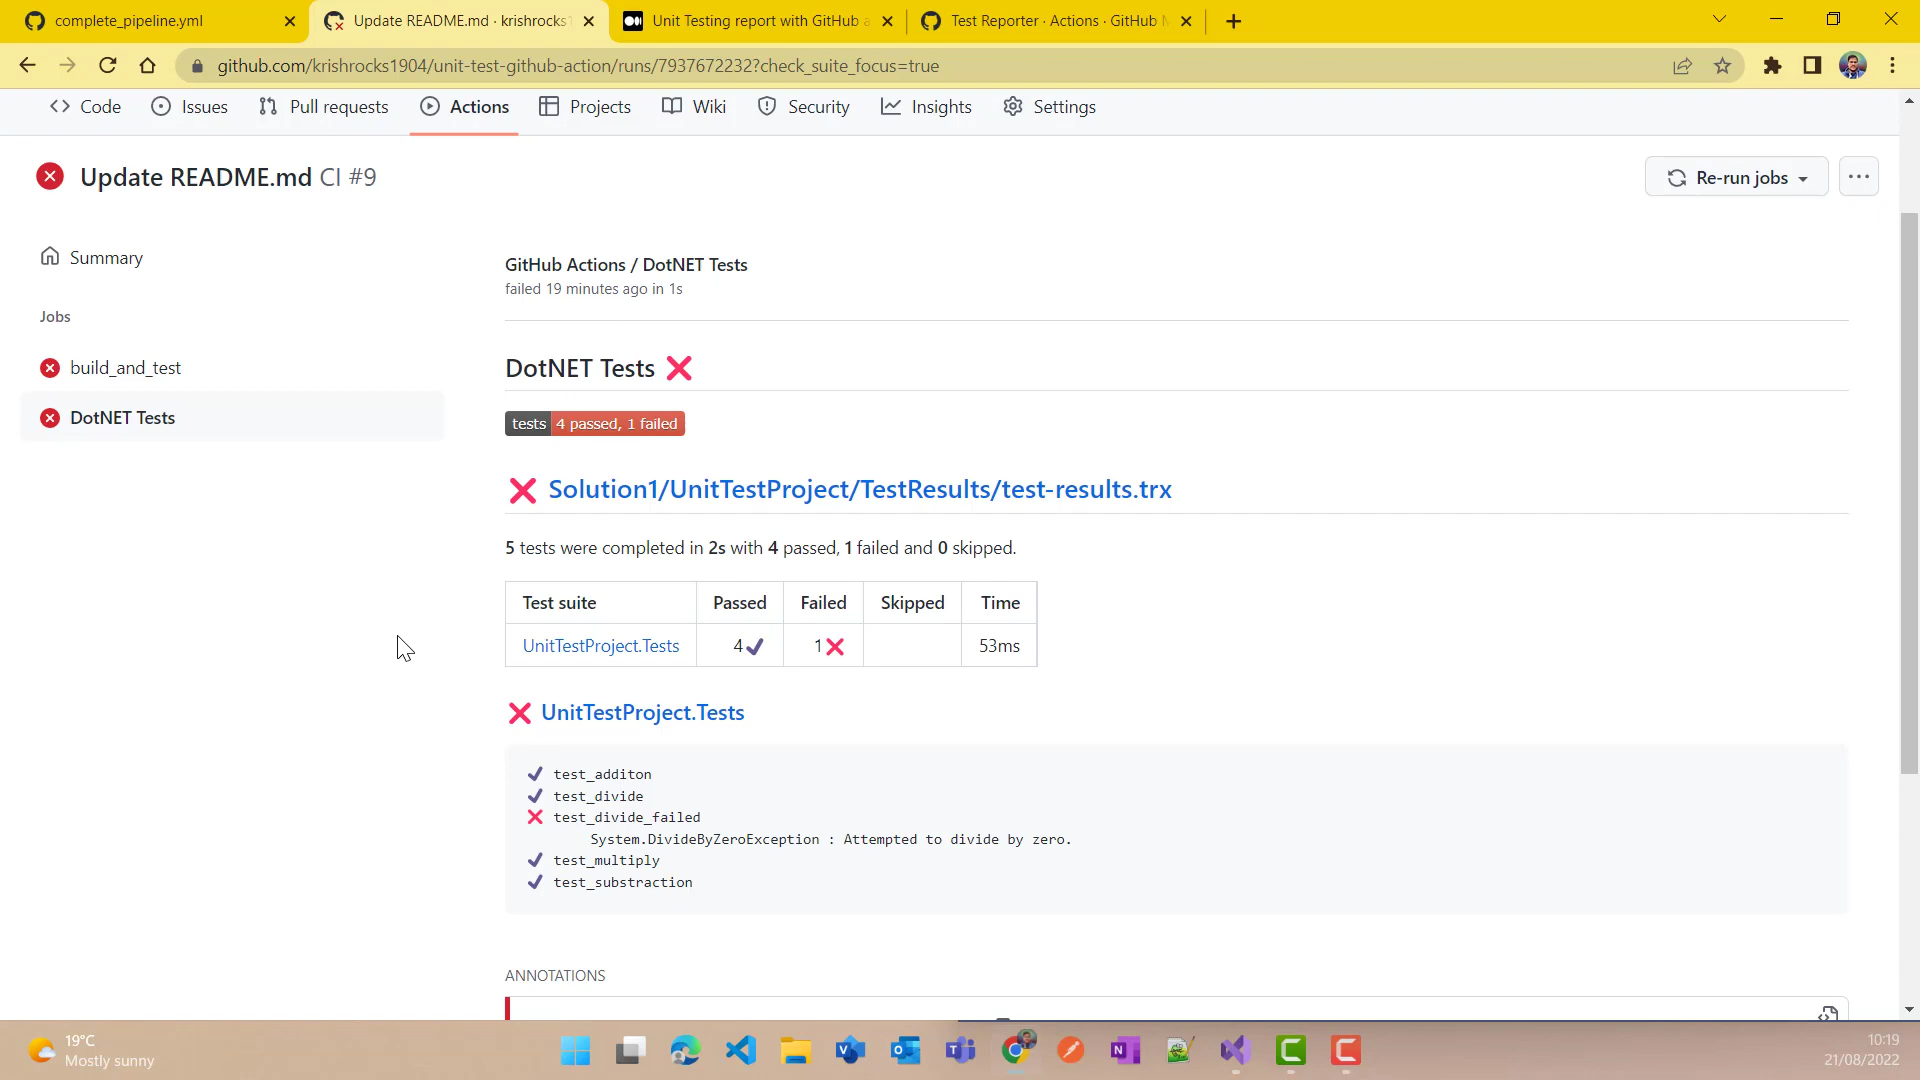 complete_pipeline.yml
Update README.md · krishrocks1
Unit Testing report with GitHub a
Test Reporter · Actions · GitHub M
github.com/krishrocks1904/unit-test-github-action/runs/7937672232?check_suite_focus=true
Code
Issues
Pull requests
Actions
Projects
Wiki
Security
Insights
Settings
Update README.md CI #9
Re-run jobs
Summary
Jobs
build_and_test
DotNET Tests
GitHub Actions / DotNET Tests
failed 19 minutes ago in 1s
DotNET Tests
tests 4 passed, 1 failed
Solution1/UnitTestProject/TestResults/test-results.trx
5 tests were completed in 2s with 4 passed, 1 failed and 0 skipped.
Test suite Passed Failed Skipped Time
UnitTestProject.Tests 4 1 53ms
UnitTestProject.Tests
test_additon
test_divide
test_divide_failed
System.DivideByZeroException : Attempted to divide by zero.
test_multiply
test_substraction
ANNOTATIONS
19°C
Mostly sunny
10:19
21/08/2022